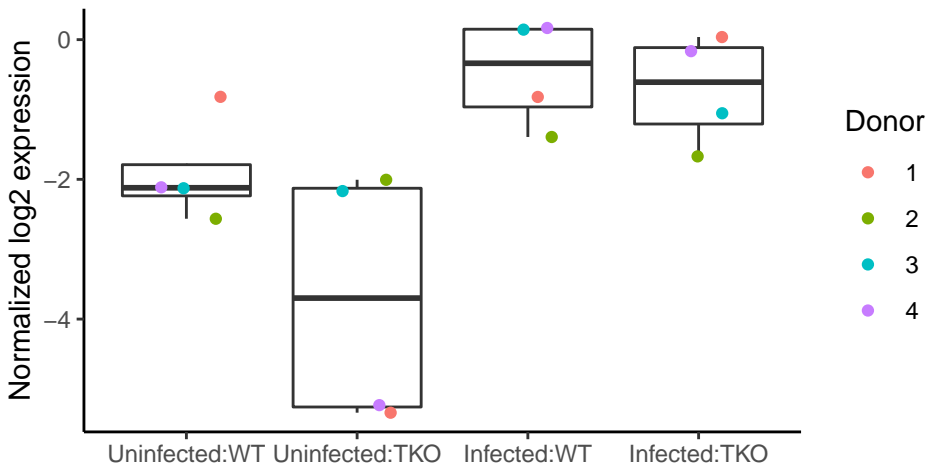 Normalized log2 expression
0
−2
−4
Uninfected:WT Uninfected:TKO Infected:WT Infected:TKO
Donor
1
2
3
4